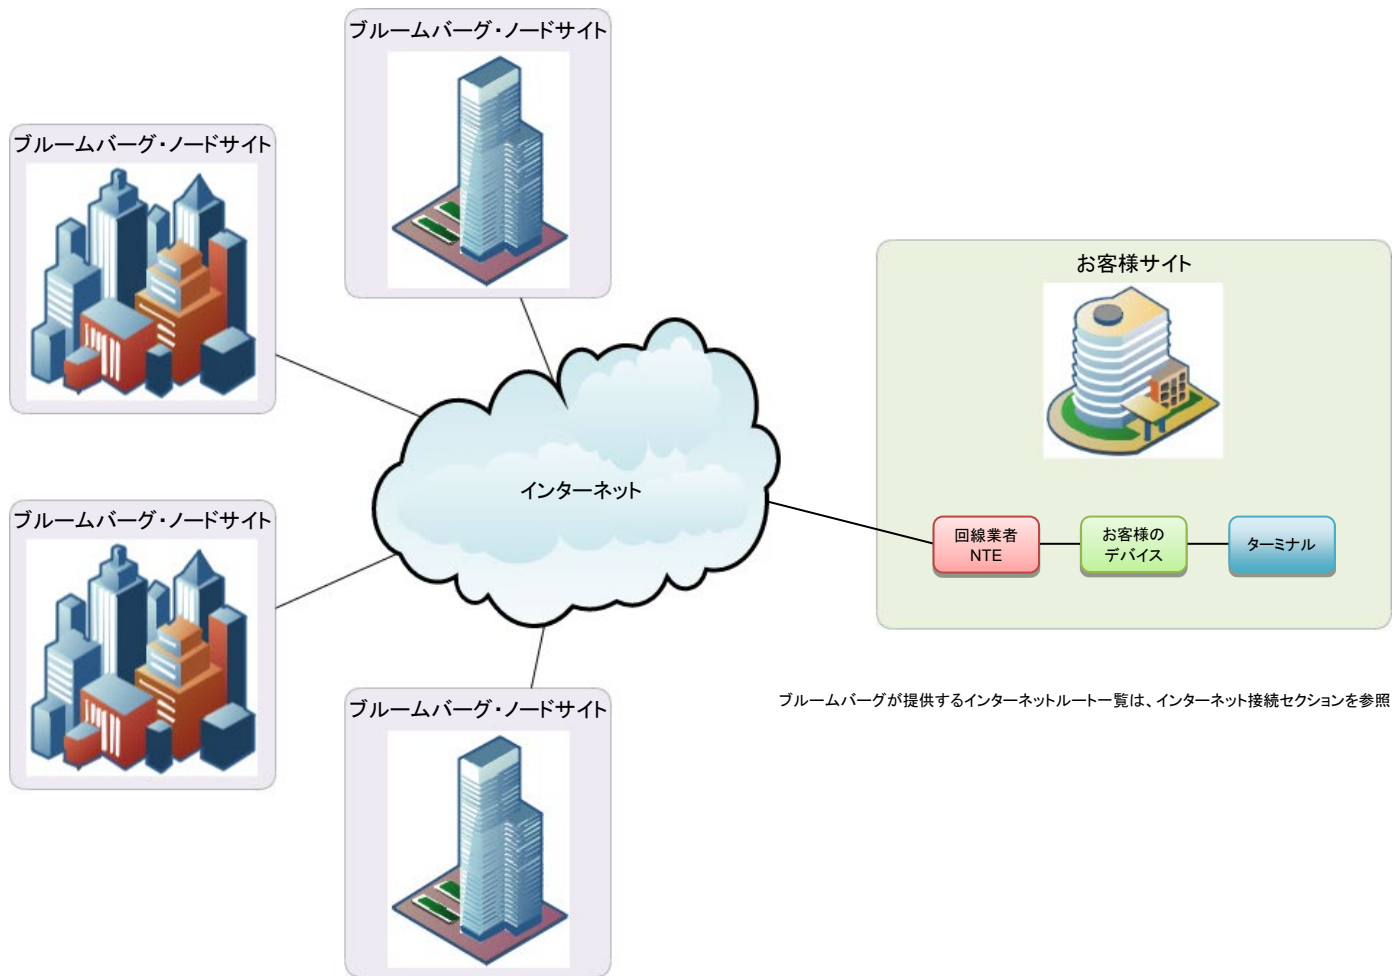 ブルームバーグ・ノードサイト
ブルームバーグ・ノードサイト
お客様サイト
インターネット
回線業者
NTE
お客様の
デバイス
ターミナル
ブルームバーグ・ノードサイト
ブルームバーグ・ノードサイト
ブルームバーグが提供するインターネットルート一覧は、インターネット接続セクションを参照